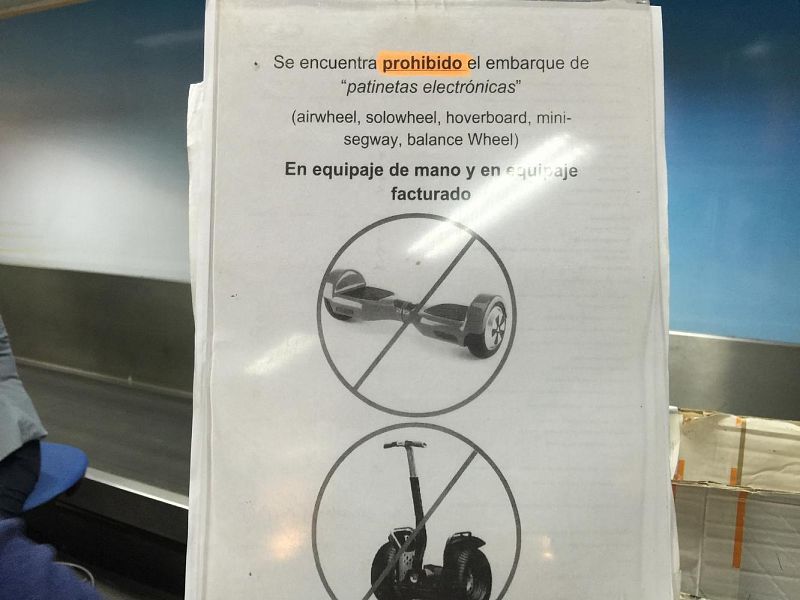 Se encuentra prohibido el embarque de
“patinetas electrónicas”
(airwheel, solowheel, hoverboard, mini-
segway, balance Wheel)
En equipaje de mano y en equipaje
facturado